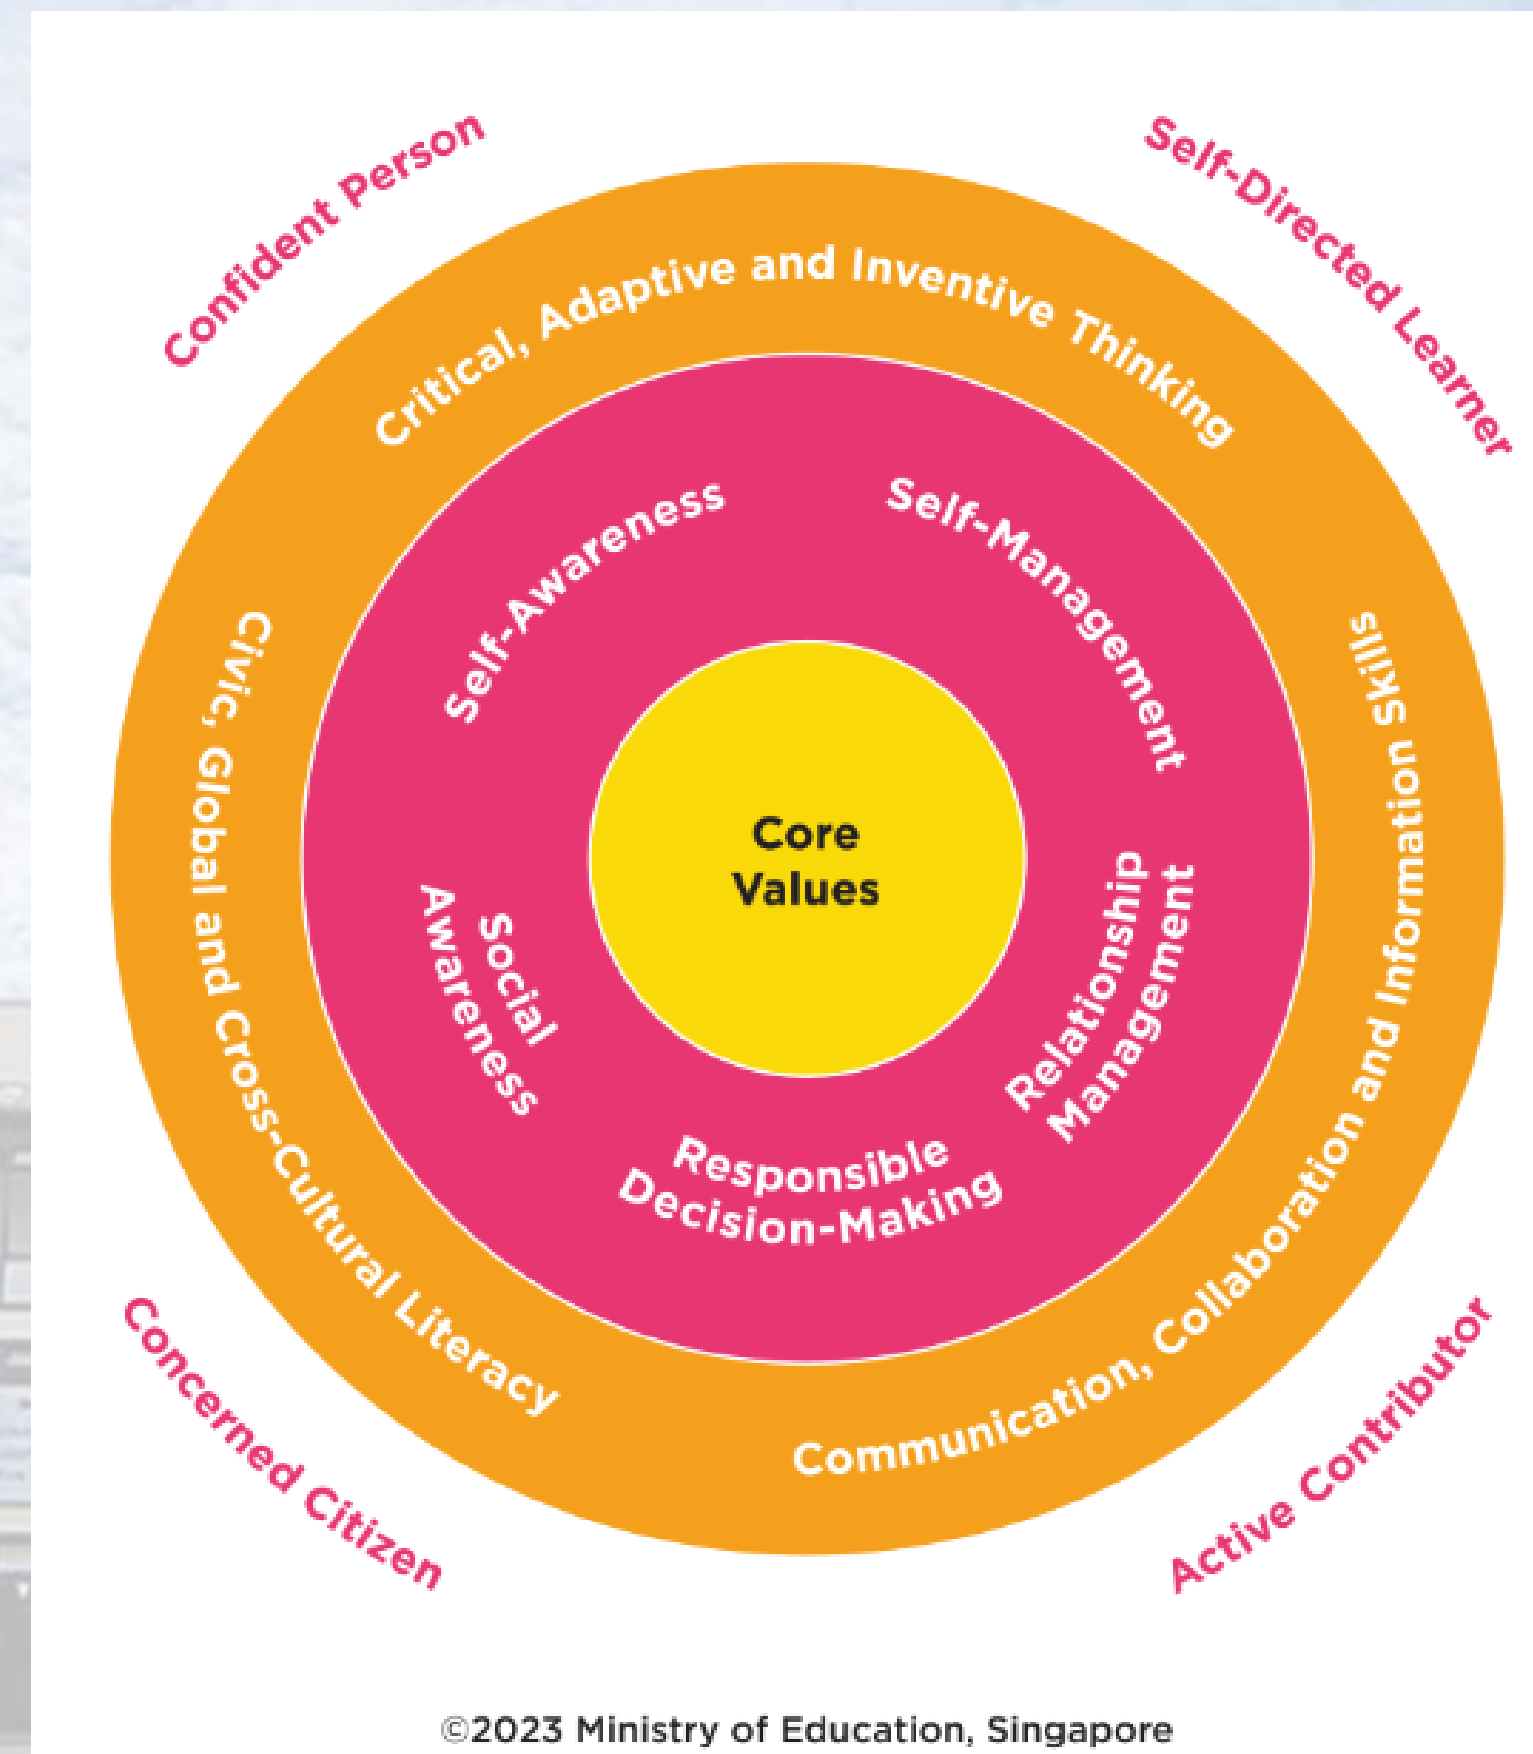 Confident Person
Self-Directed Learner
Critical, Adaptive and Inventive Thinking
Self-Awareness
Self-Management
Civic, Global and Cross-Cultural Literacy
Communication, Collaboration and Information Skills
Core
Values
Social
Awareness
Relationship
Management
Responsible
Decision-Making
Concerned Citizen
Active Contributor
©2023 Ministry of Education, Singapore